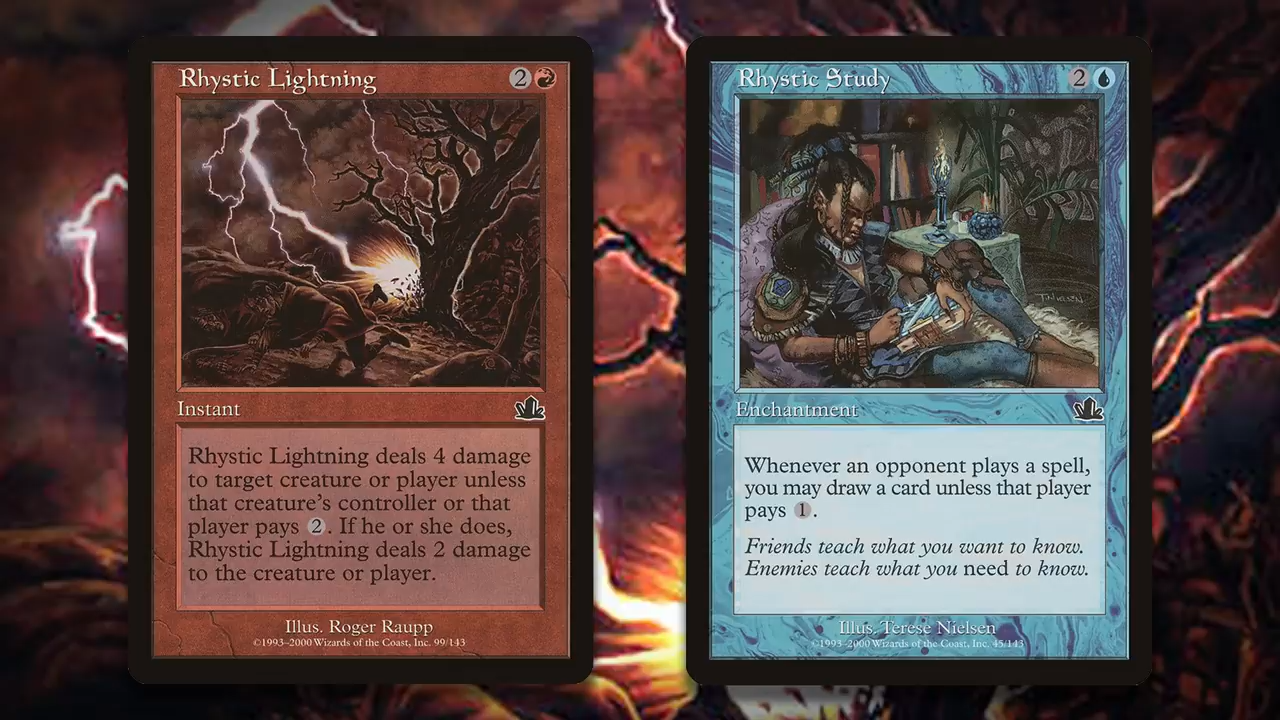 Rhystic Lightning
2
Instant
Rhystic Lightning deals 4 damage
to target creature or player unless
that creature's controller or that
player pays 2. If he or she does,
Rhystic Lightning deals 2 damage
to the creature or player.
Illus. Roger Raupp
©1993–2000 Wizards of the Coast, Inc. 99/143
Rhystic Study
2
T.NIELSEN
Enchantment
Whenever an opponent plays a spell,
you may draw a card unless that player
pays 1.
Friends teach what you want to know.
Enemies teach what you need to know.
Illus. Terese Nielsen
©1993–2000 Wizards of the Coast, Inc. 45/143